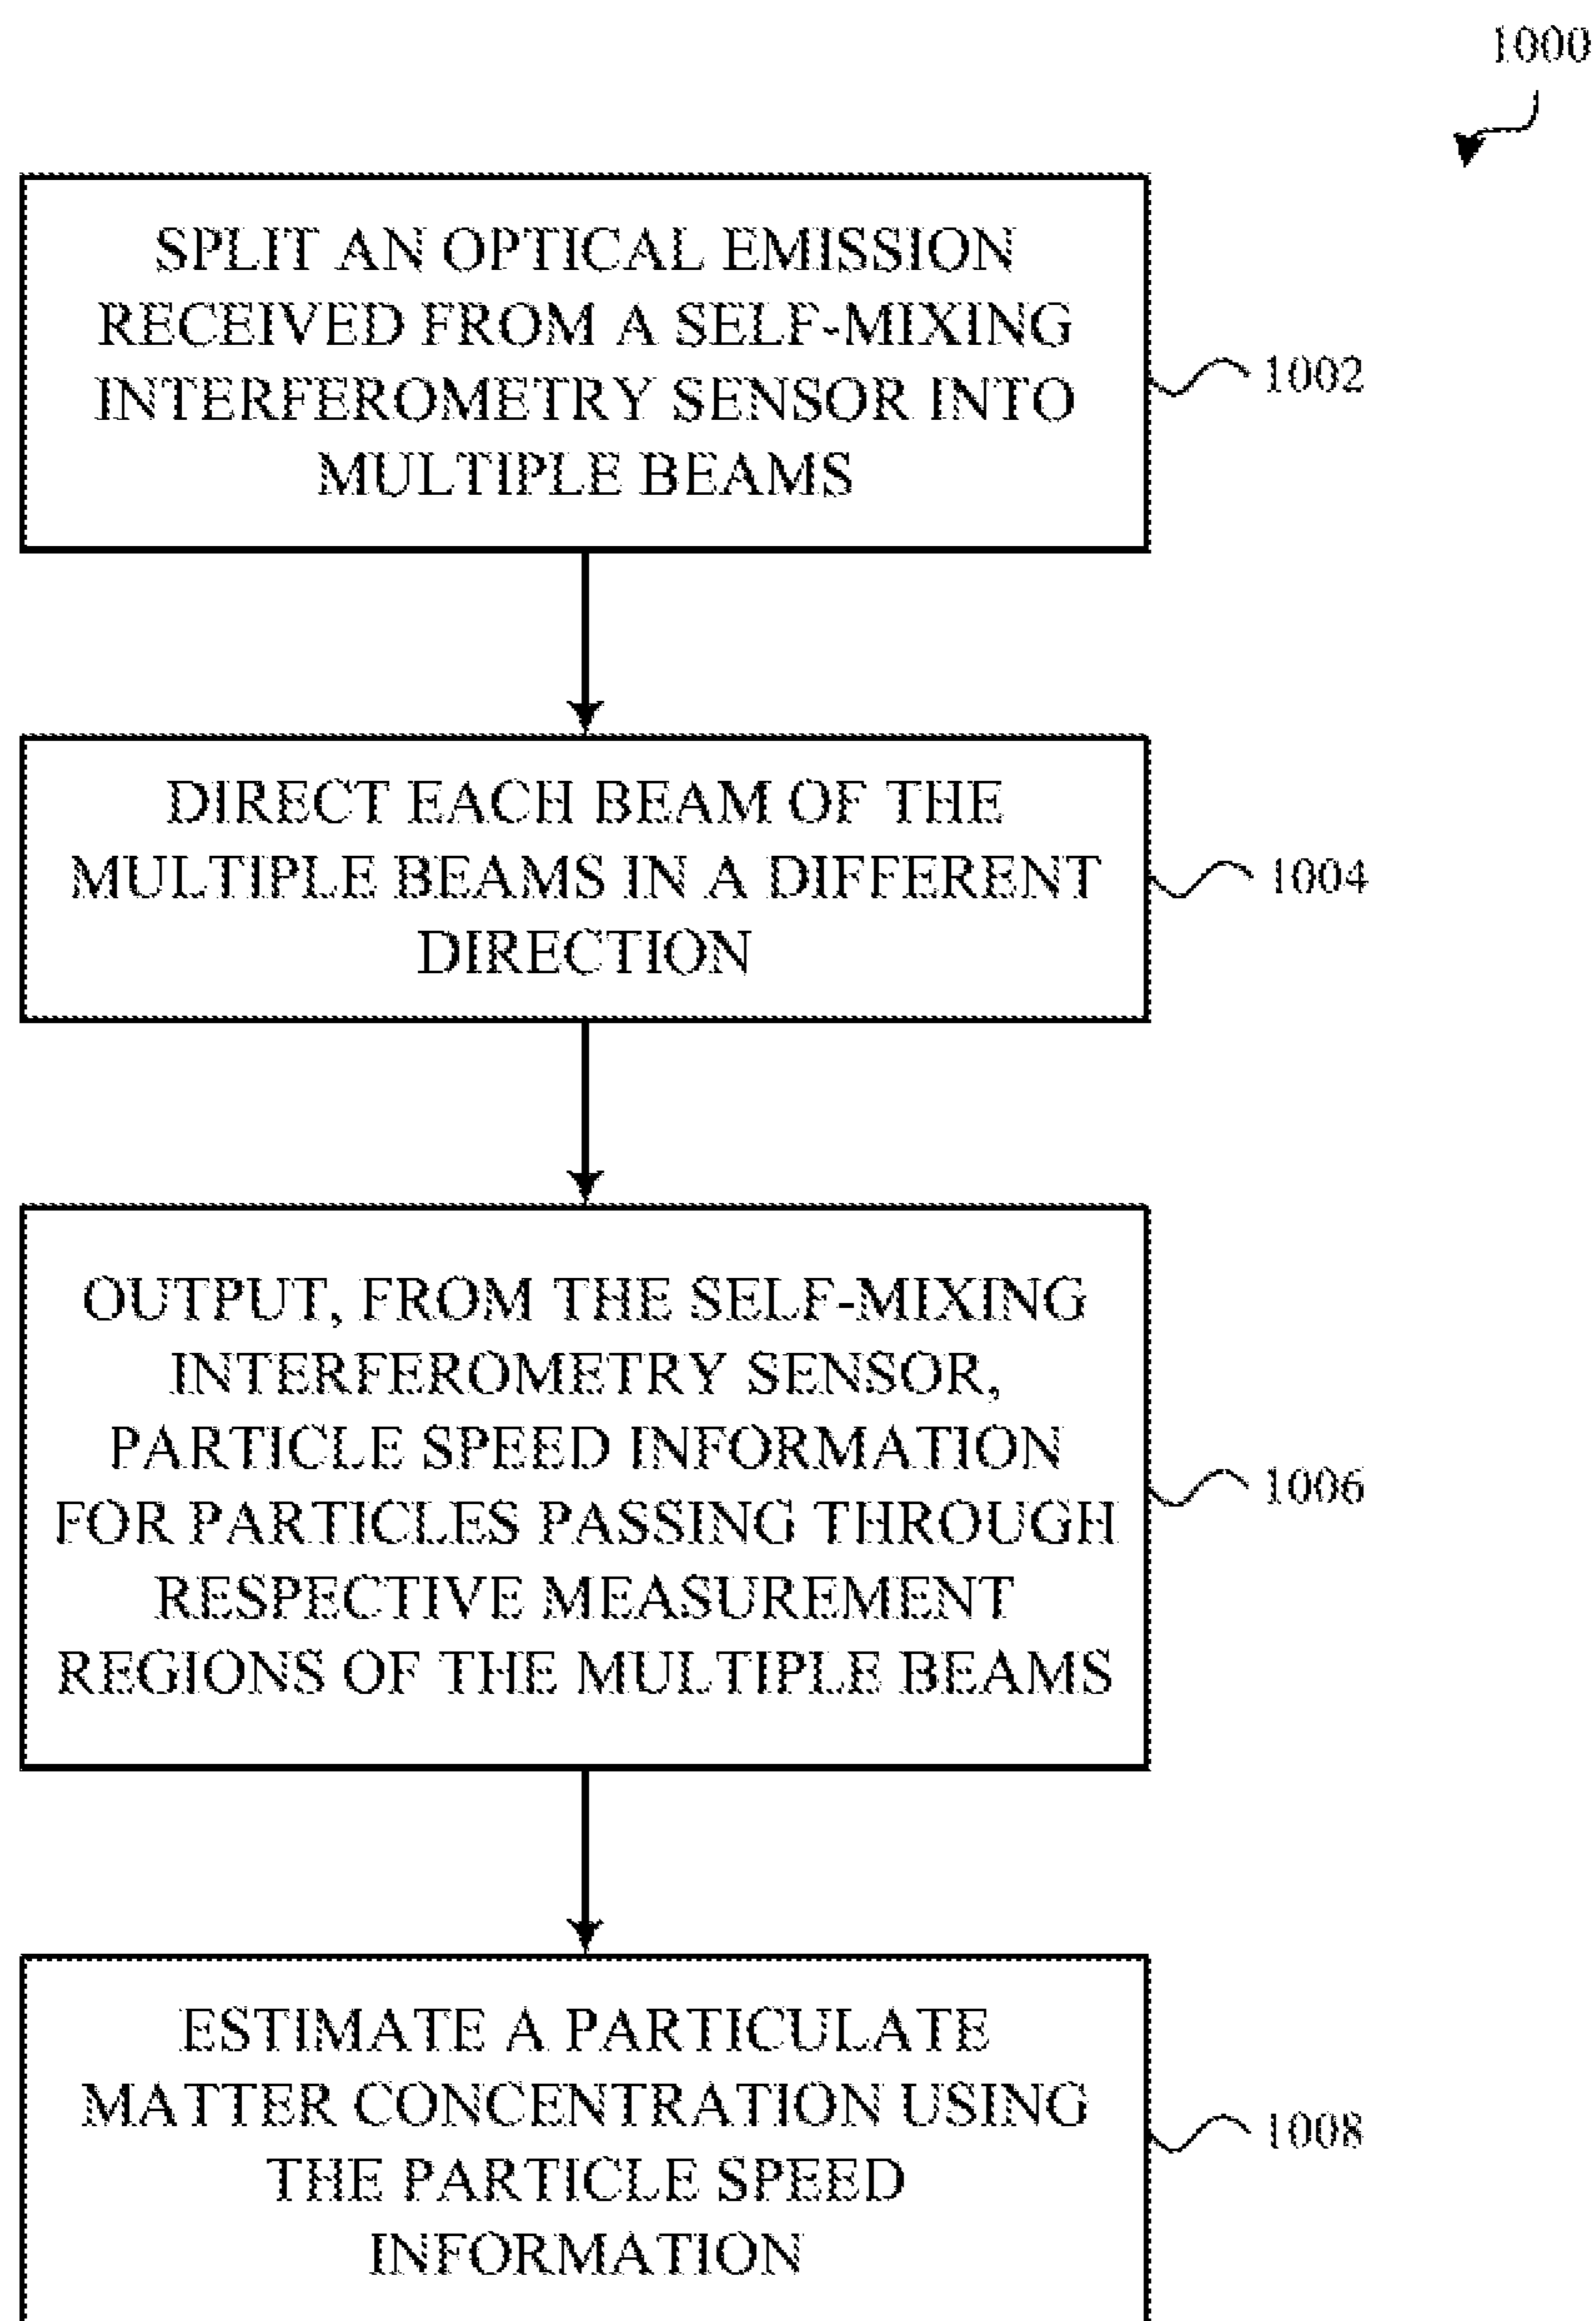 1000
SPLIT AN OPTICAL EMISSION
RECEIVED FROM A SELF-MIXING
INTERFEROMETRY SENSOR INTO
MULTIPLE BEAMS
1002
DIRECT EACH BEAM OF THE
MULTIPLE BEAMS IN A DIFFERENT
DIRECTION
1004
OUTPUT, FROM THE SELF-MIXING
INTERFEROMETRY SENSOR,
PARTICLE SPEED INFORMATION
FOR PARTICLES PASSING THROUGH
RESPECTIVE MEASUREMENT
REGIONS OF THE MULTIPLE BEAMS
1006
ESTIMATE A PARTICULATE
MATTER CONCENTRATION USING
THE PARTICLE SPEED
INFORMATION
1008